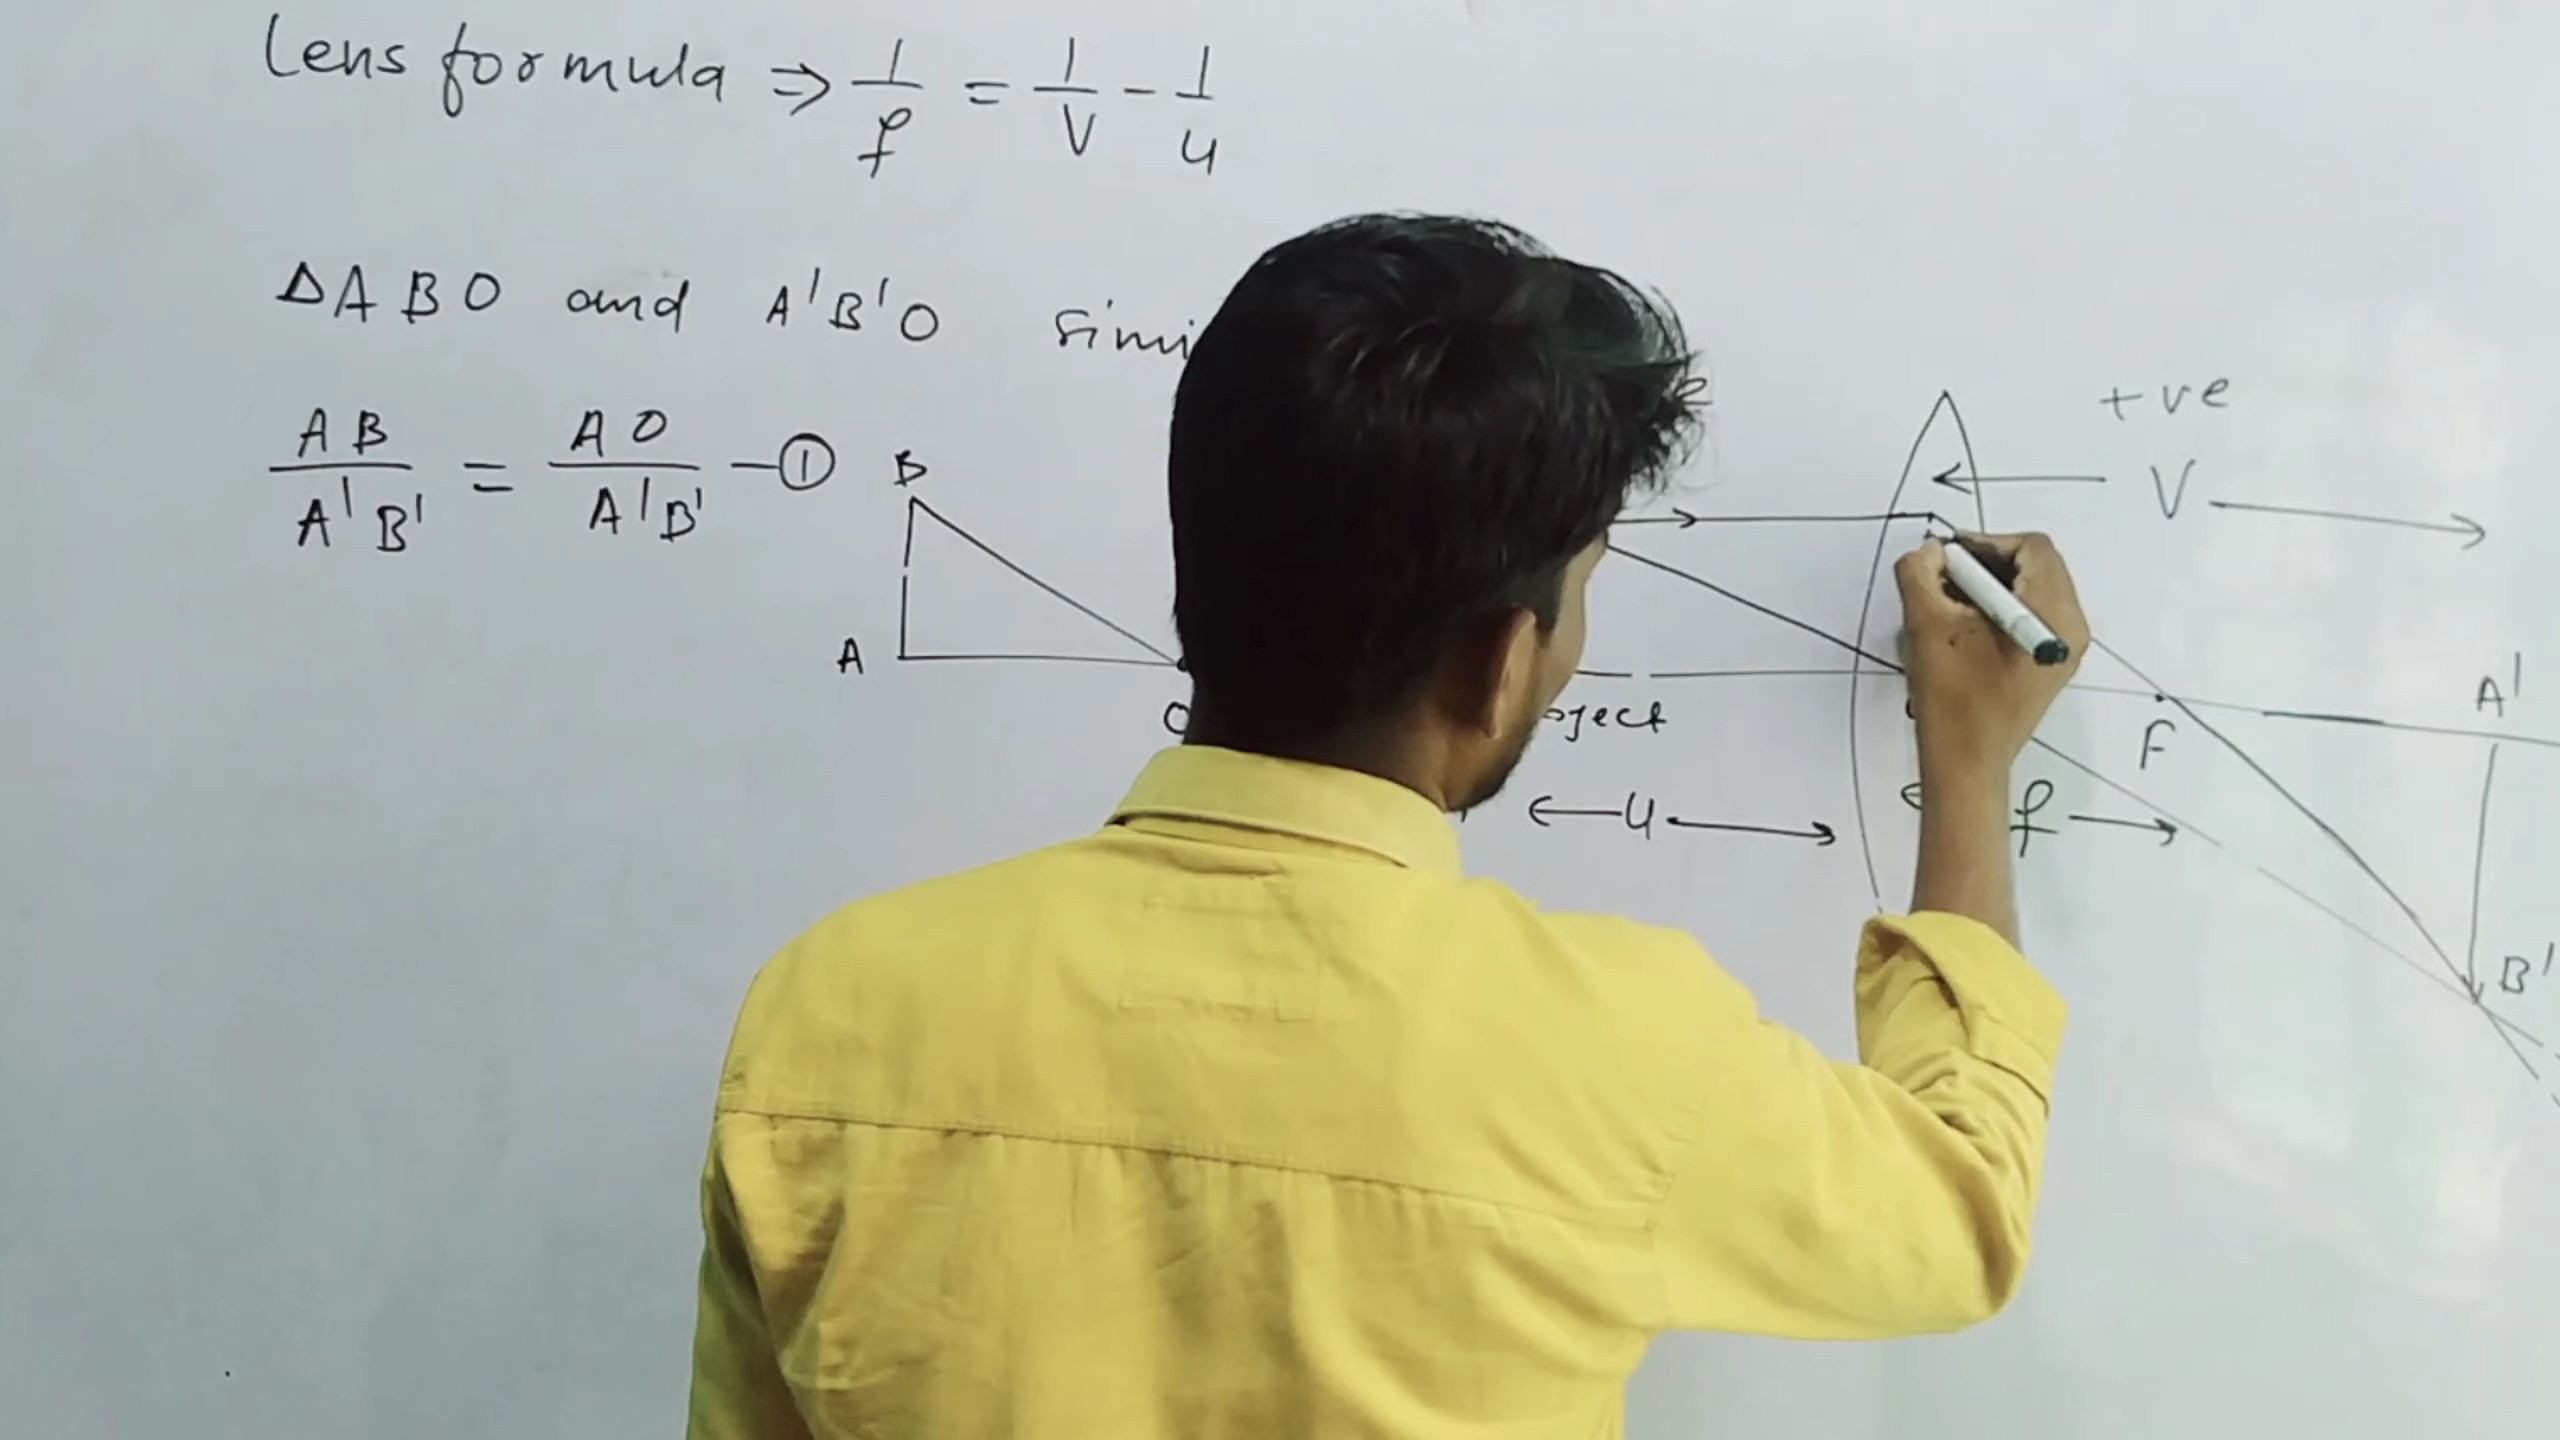 Lens formula ⇒ 1/f = 1/V - 1/u
ΔABO and A'B'O
AB/A'B' = AO/A'B' —①
B
A
O
+ve
V
A'
F
u
f
B'